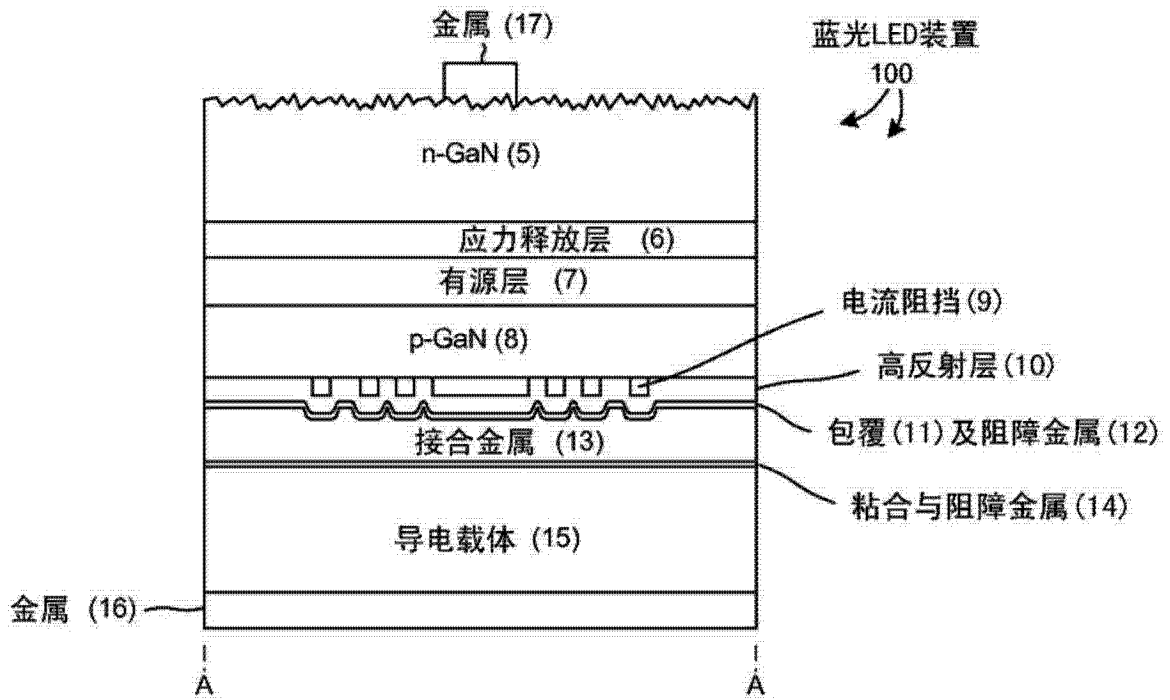 金属 (17)
蓝光LED装置
100
n-GaN (5)
应力释放层 (6)
有源层 (7)
电流阻挡(9)
p-GaN (8)
高反射层(10)
包覆(11)及阻障金属(12)
接合金属 (13)
粘合与阻障金属(14)
导电载体 (15)
金属 (16)
A
A